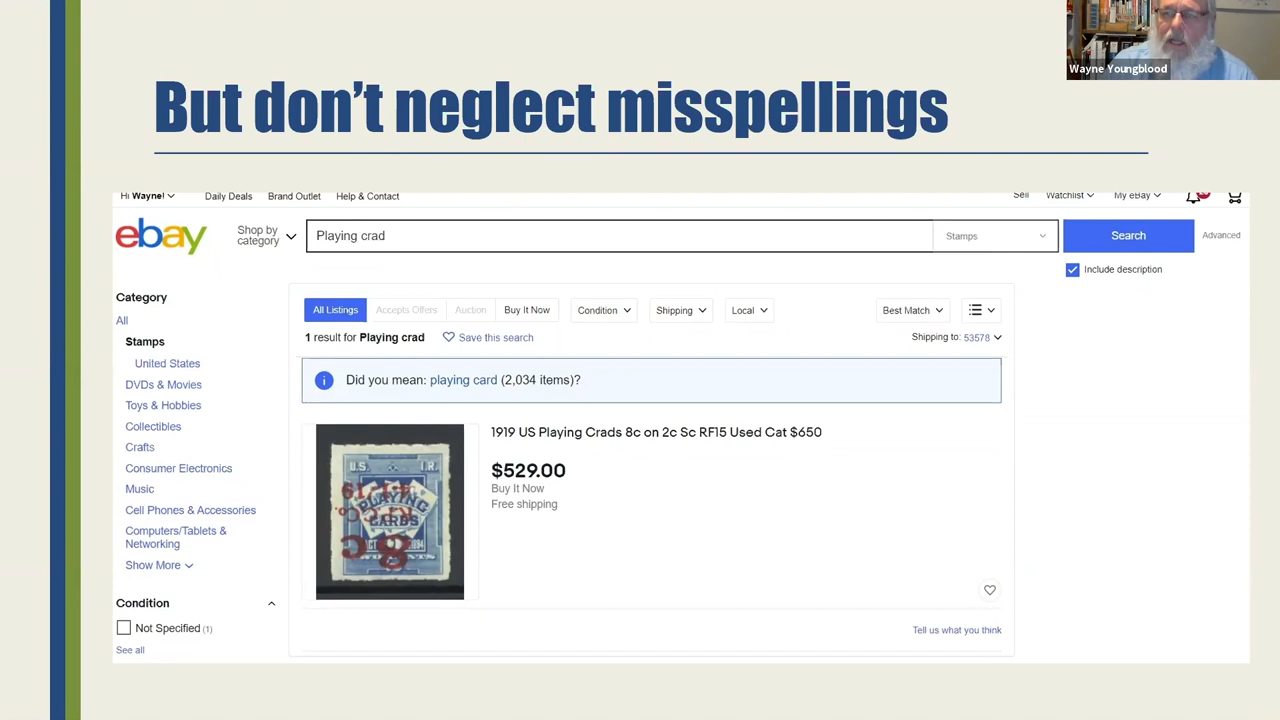 Wayne Youngblood
But don't neglect misspellings
Hi Wayne! Daily Deals Brand Outlet Help & Contact Sell Watchlist My eBay
ebay Shop by category Playing crad Stamps Search Advanced
Include description
Category
All
Stamps
United States
DVDs & Movies
Toys & Hobbies
Collectibles
Crafts
Consumer Electronics
Music
Cell Phones & Accessories
Computers/Tablets &
Networking
Show More
Condition
Not Specified (1)
See all
All Listings Accepts Offers Auction Buy It Now Condition Shipping Local Best Match
1 result for Playing crad Save this search Shipping to: 53578
Did you mean: playing card (2,034 items)?
1919 US Playing Crads 8c on 2c Sc RF15 Used Cat $650
$529.00
Buy It Now
Free shipping
U.S. I.R.
PLAYING
CARDS
Tell us what you think